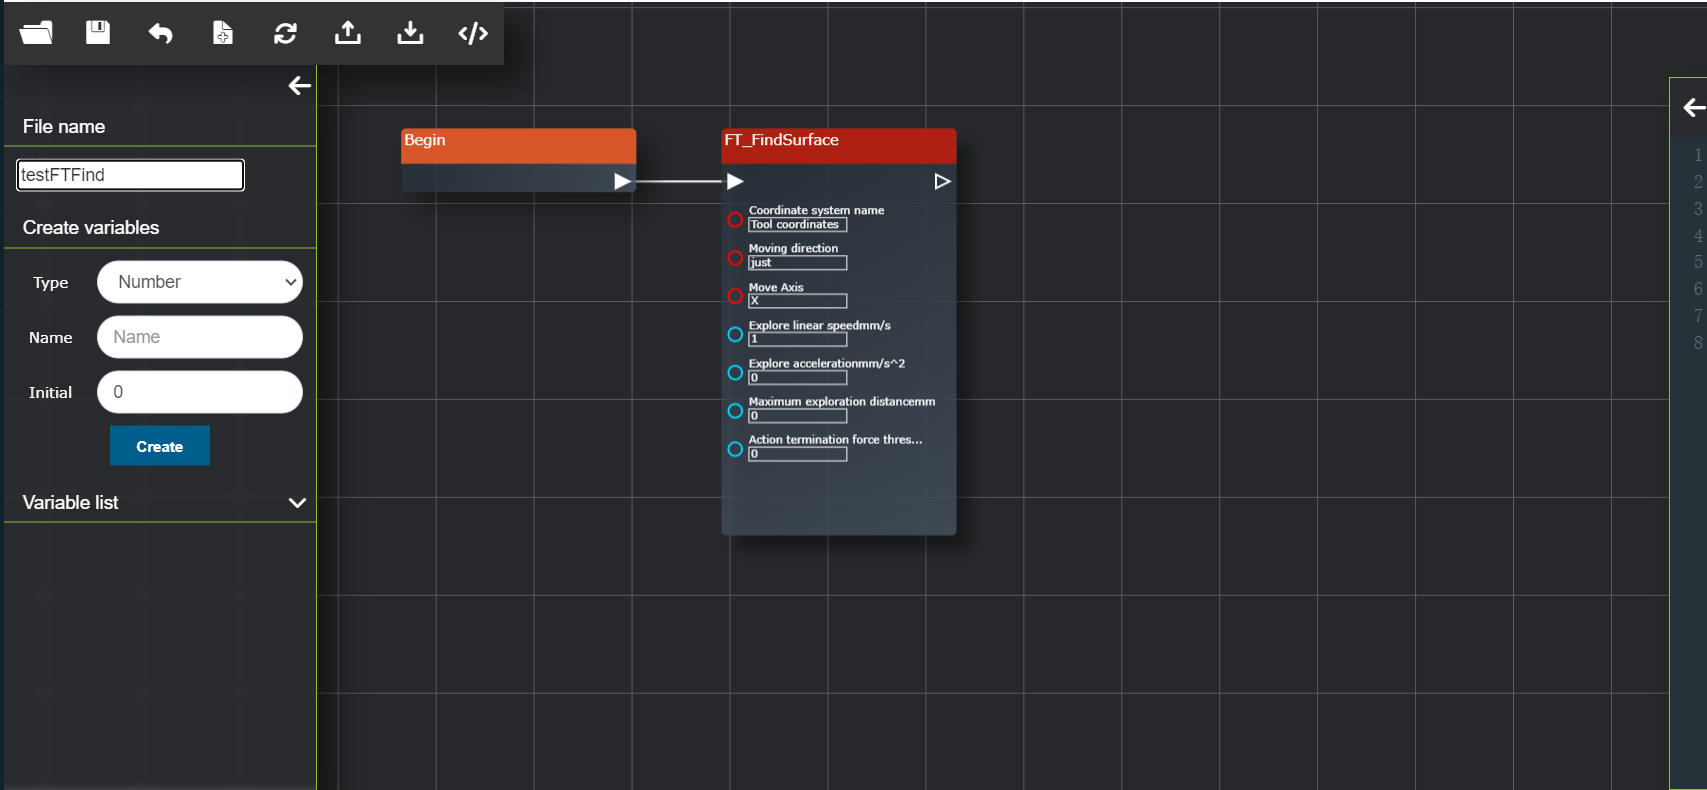 File name
testFTFind
Create variables
Type Number
Name Name
Initial 0
Create
Variable list
Begin
FT_FindSurface
Coordinate system name
Tool coordinates
Moving direction
just
Move Axis
X
Explore linear speedmm/s
1
Explore accelerationmm/s^2
0
Maximum exploration distancemm
0
Action termination force thres...
0
1
2
3
4
5
6
7
8